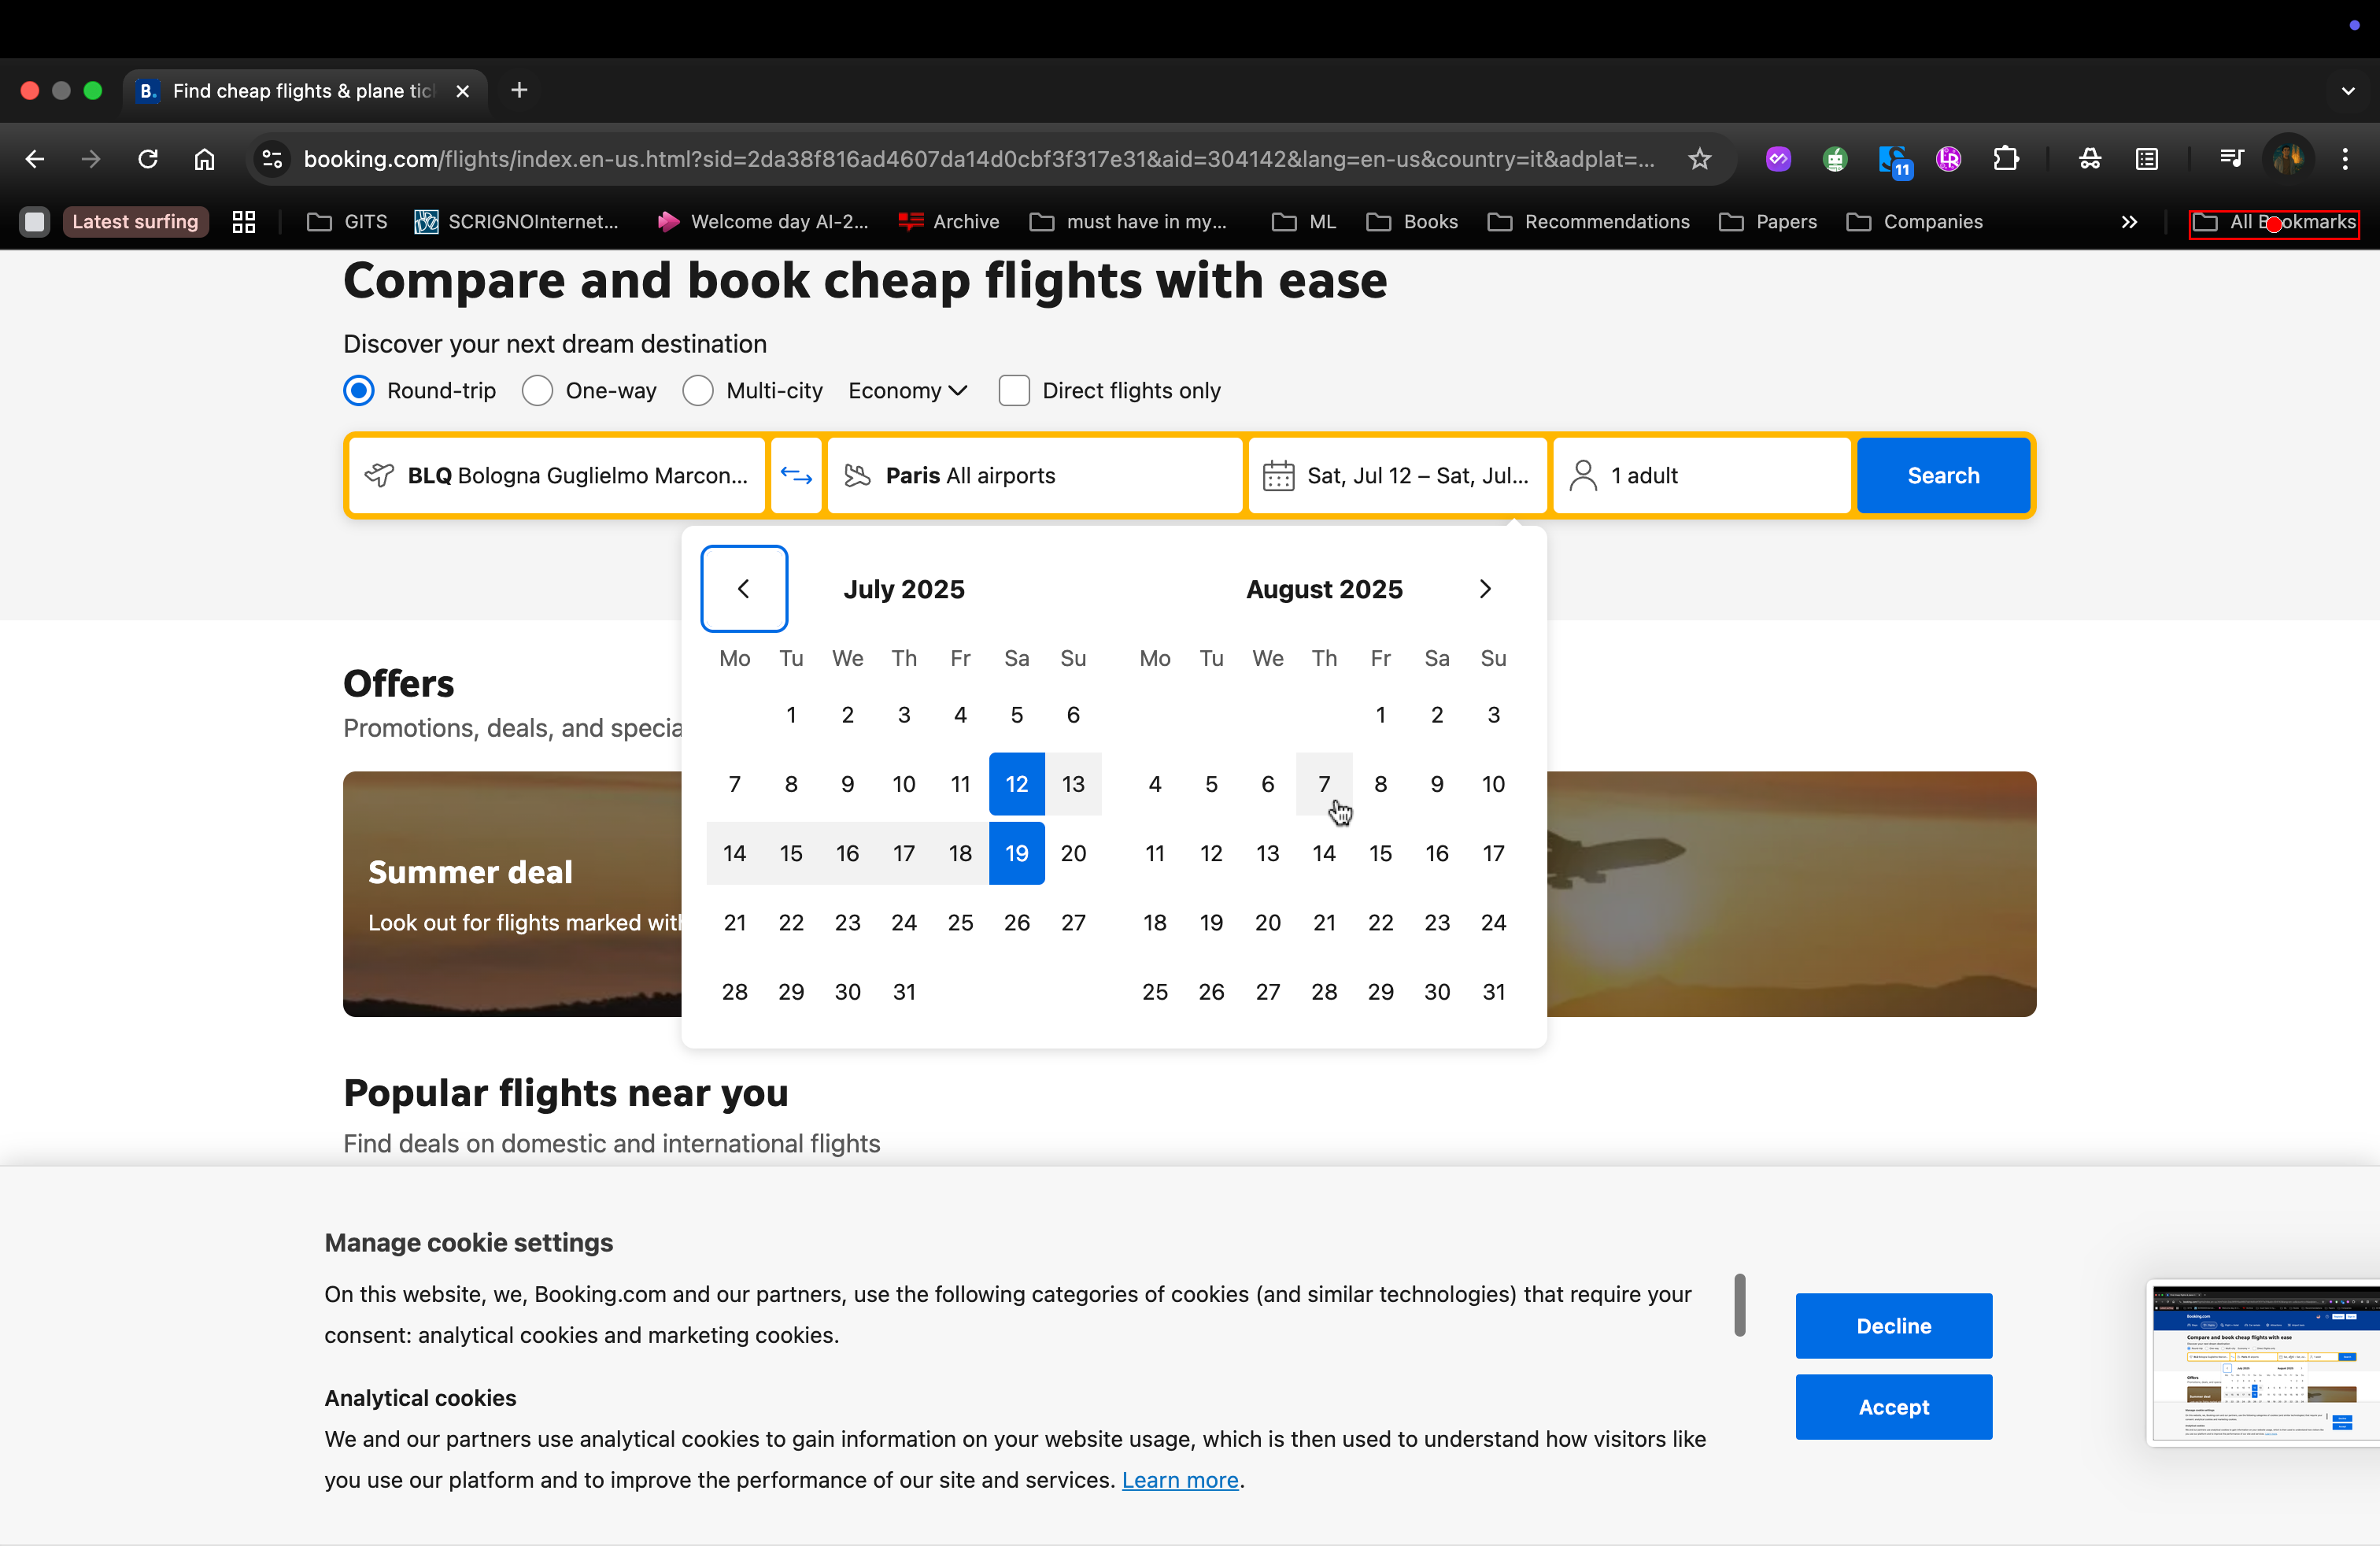 B. Find cheap flights & plane tic
booking.com/flights/index.en-us.html?sid=2da38f816ad4607da14d0cbf3f317e31&aid=304142&lang=en-us&country=it&adplat=...
11
Latest surfing GITS SCRIGNOInternet... Welcome day AI-2... Archive must have in my... ML Books Recommendations Papers Companies All Bookmarks
Compare and book cheap flights with ease
Discover your next dream destination
Round-trip One-way Multi-city Economy Direct flights only
BLQ Bologna Guglielmo Marcon... Paris All airports Sat, Jul 12 – Sat, Jul... 1 adult Search
July 2025 August 2025
Mo Tu We Th Fr Sa Su Mo Tu We Th Fr Sa Su
1 2 3 4 5 6 1 2 3
7 8 9 10 11 12 13 4 5 6 7 8 9 10
14 15 16 17 18 19 20 11 12 13 14 15 16 17
21 22 23 24 25 26 27 18 19 20 21 22 23 24
28 29 30 31 25 26 27 28 29 30 31
Offers
Promotions, deals, and specia
Summer deal
Look out for flights marked with
Popular flights near you
Find deals on domestic and international flights
Manage cookie settings
On this website, we, Booking.com and our partners, use the following categories of cookies (and similar technologies) that require your
consent: analytical cookies and marketing cookies.
Analytical cookies
We and our partners use analytical cookies to gain information on your website usage, which is then used to understand how visitors like
you use our platform and to improve the performance of our site and services. Learn more.
Decline
Accept
Compare and book cheap flights with ease